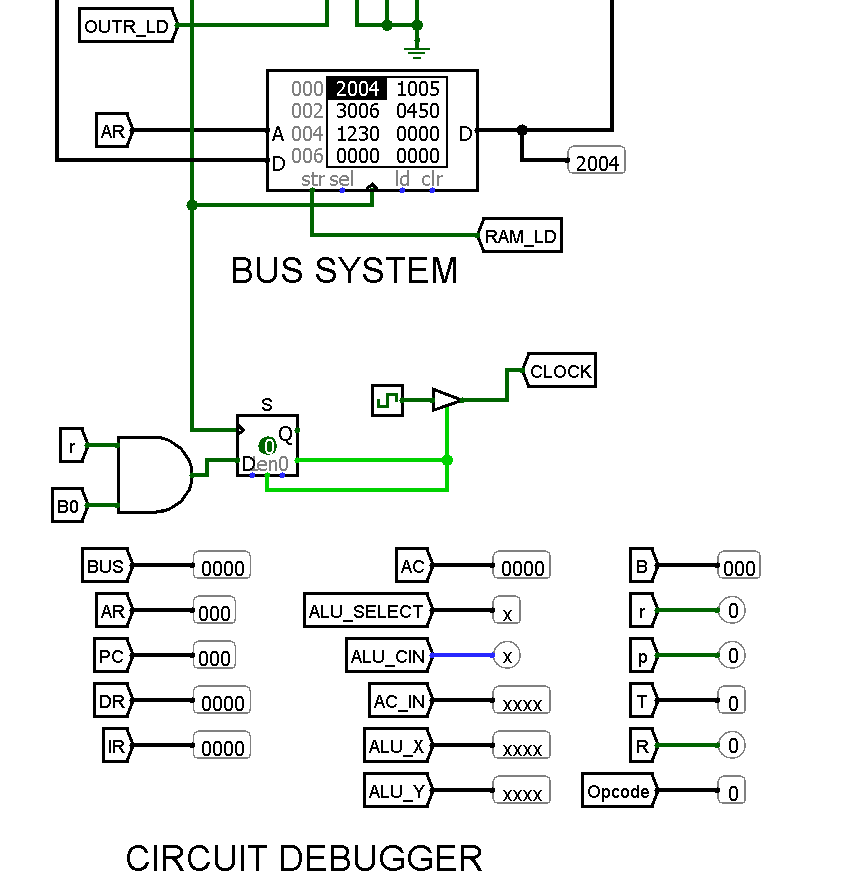 OUTR_LD
000 2004 1005
002 3006 0450
AR A 004 1230 0000 D
D 006 0000 0000 2004
str sel ld clr
RAM_LD
BUS SYSTEM
CLOCK
S
r Q
0
D en0
B0
BUS 0000 AC 0000 B 000
AR 000 ALU_SELECT x r 0
PC 000 ALU_CIN x p 0
DR 0000 AC_IN xxxx T 0
IR 0000 ALU_X xxxx R 0
ALU_Y xxxx Opcode 0
CIRCUIT DEBUGGER